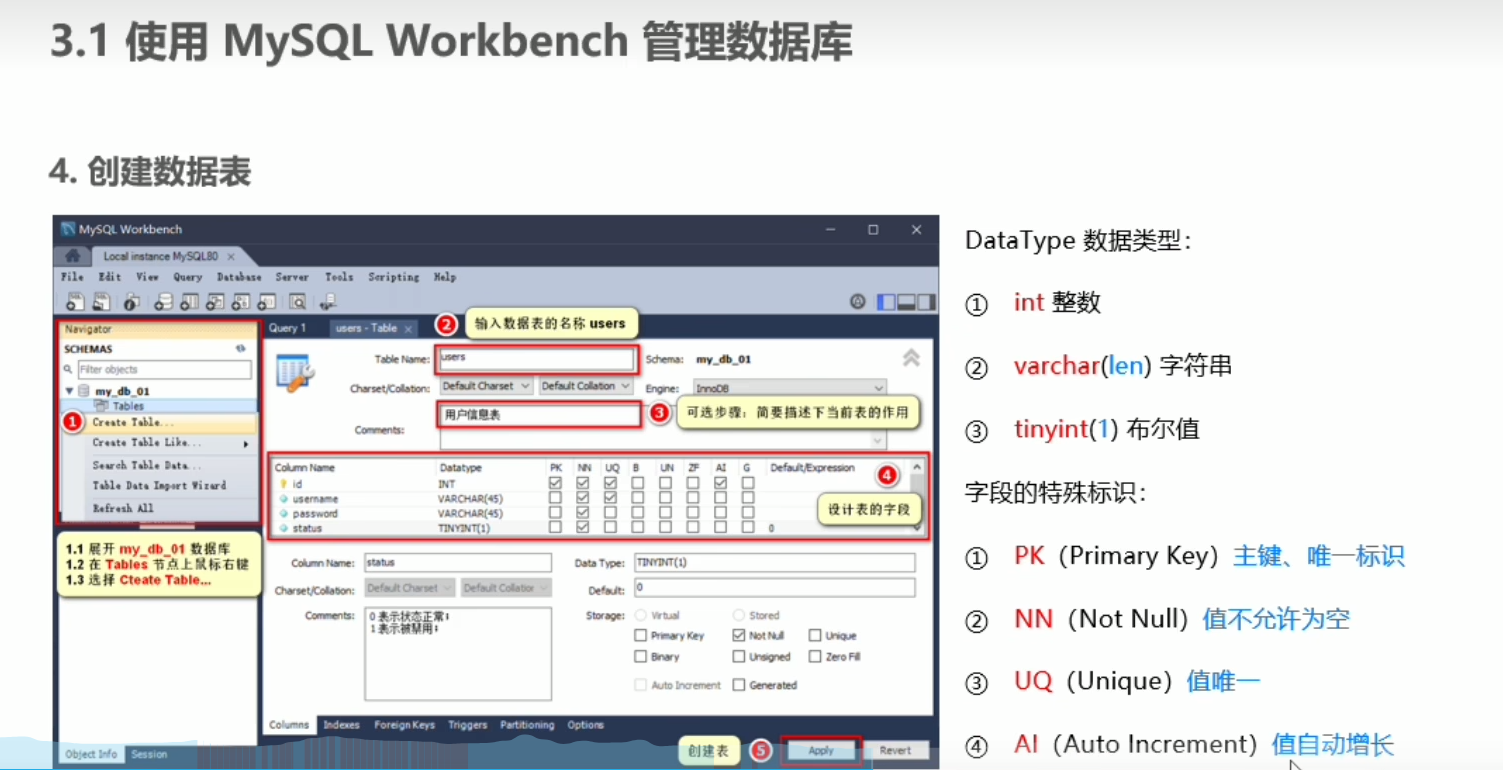 3.1 使用 MySQL Workbench 管理数据库
4. 创建数据表
MySQL Workbench
Local instance MySQL80
File Edit View Query Database Server Tools Scripting Help
Navigator
SCHEMAS
Filter objects
my_db_01
Tables
1
Create Table...
Create Table Like...
Search Table Data...
Table Data Import Wizard
Refresh All
1.1 展开 my_db_01 数据库
1.2 在 Tables 节点上鼠标右键
1.3 选择 Cteate Table...
Object Info Session
Query 1 users - Table
2 输入数据表的名称 users
Table Name: users Schema: my_db_01
Charset/Collation: Default Charset Default Collation Engine: InnoDB
Comments: 用户信息表
3 可选步骤：简要描述下当前表的作用
Column Name Datatype PK NN UQ B UN ZF AI G Default/Expression
id INT
username VARCHAR(45)
password VARCHAR(45)
status TINYINT(1) 0
4
设计表的字段
Column Name: status Data Type: TINYINT(1)
Charset/Collation: Default Charset Default Collation Default: 0
Comments: 0 表示状态正常;
1 表示被禁用;
Storage: Virtual Stored
Primary Key Not Null Unique
Binary Unsigned Zero Fill
Auto Increment Generated
Columns Indexes Foreign Keys Triggers Partitioning Options
创建表 5 Apply Revert
DataType 数据类型：
① int 整数
② varchar(len) 字符串
③ tinyint(1) 布尔值
字段的特殊标识：
① PK（Primary Key）主键、唯一标识
② NN（Not Null）值不允许为空
③ UQ（Unique）值唯一
④ AI（Auto Increment）值自动增长